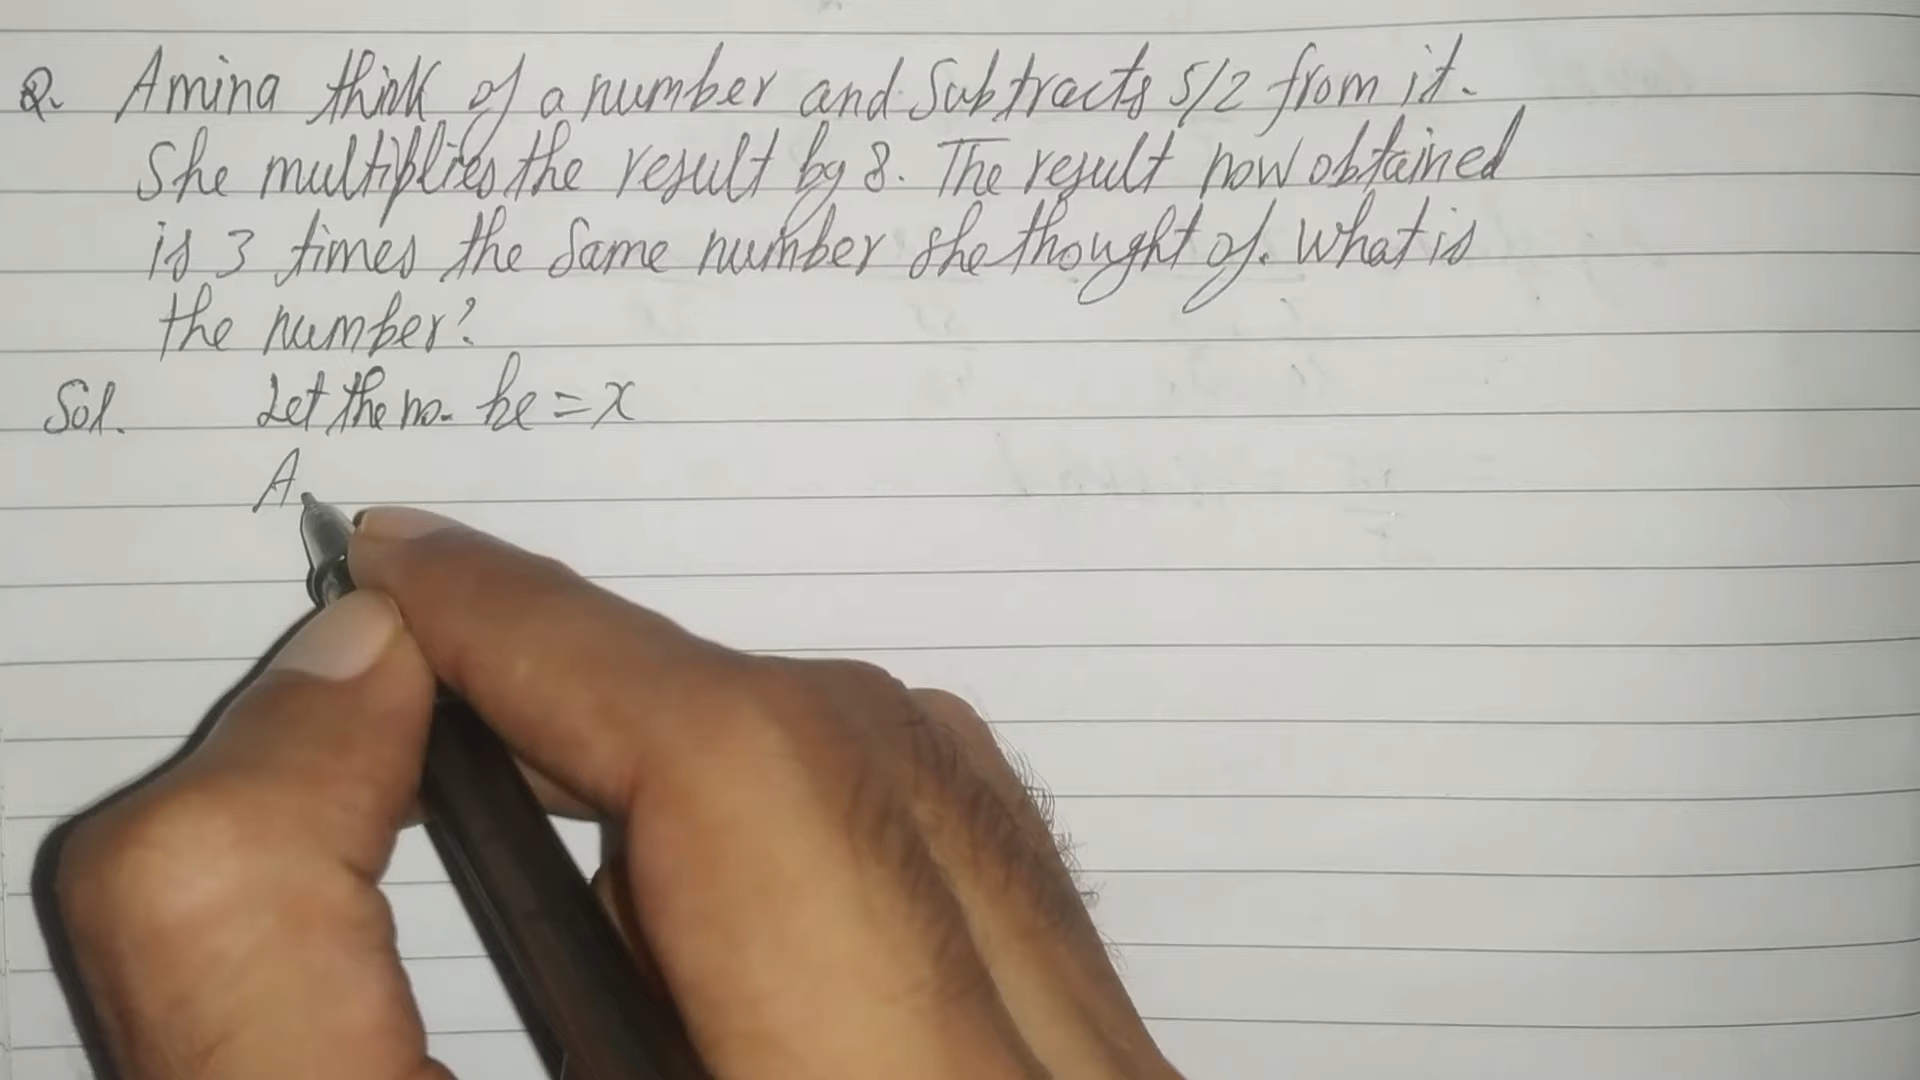 Q. Amina think of a number and Subtracts 5/2 from it.
She multiplies the result by 8. The result now obtained
is 3 times the Same number she thought of. What is
the number?
Sol. Let the no. be = x
A